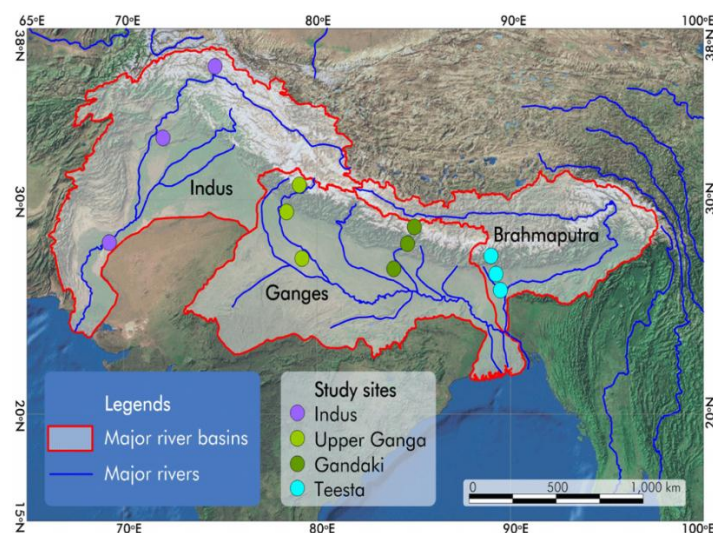 65°E 70°E 80°E 90°E 100°E
38°N 38°N
30°N 30°N
Indus
Brahmaputra
Ganges
Legends
Major river basins
Major rivers
Study sites
Indus
Upper Ganga
Gandaki
Teesta
20°N 20°N
0 500 1,000 km
15°N 15°N
70°E 80°E 90°E 100°E